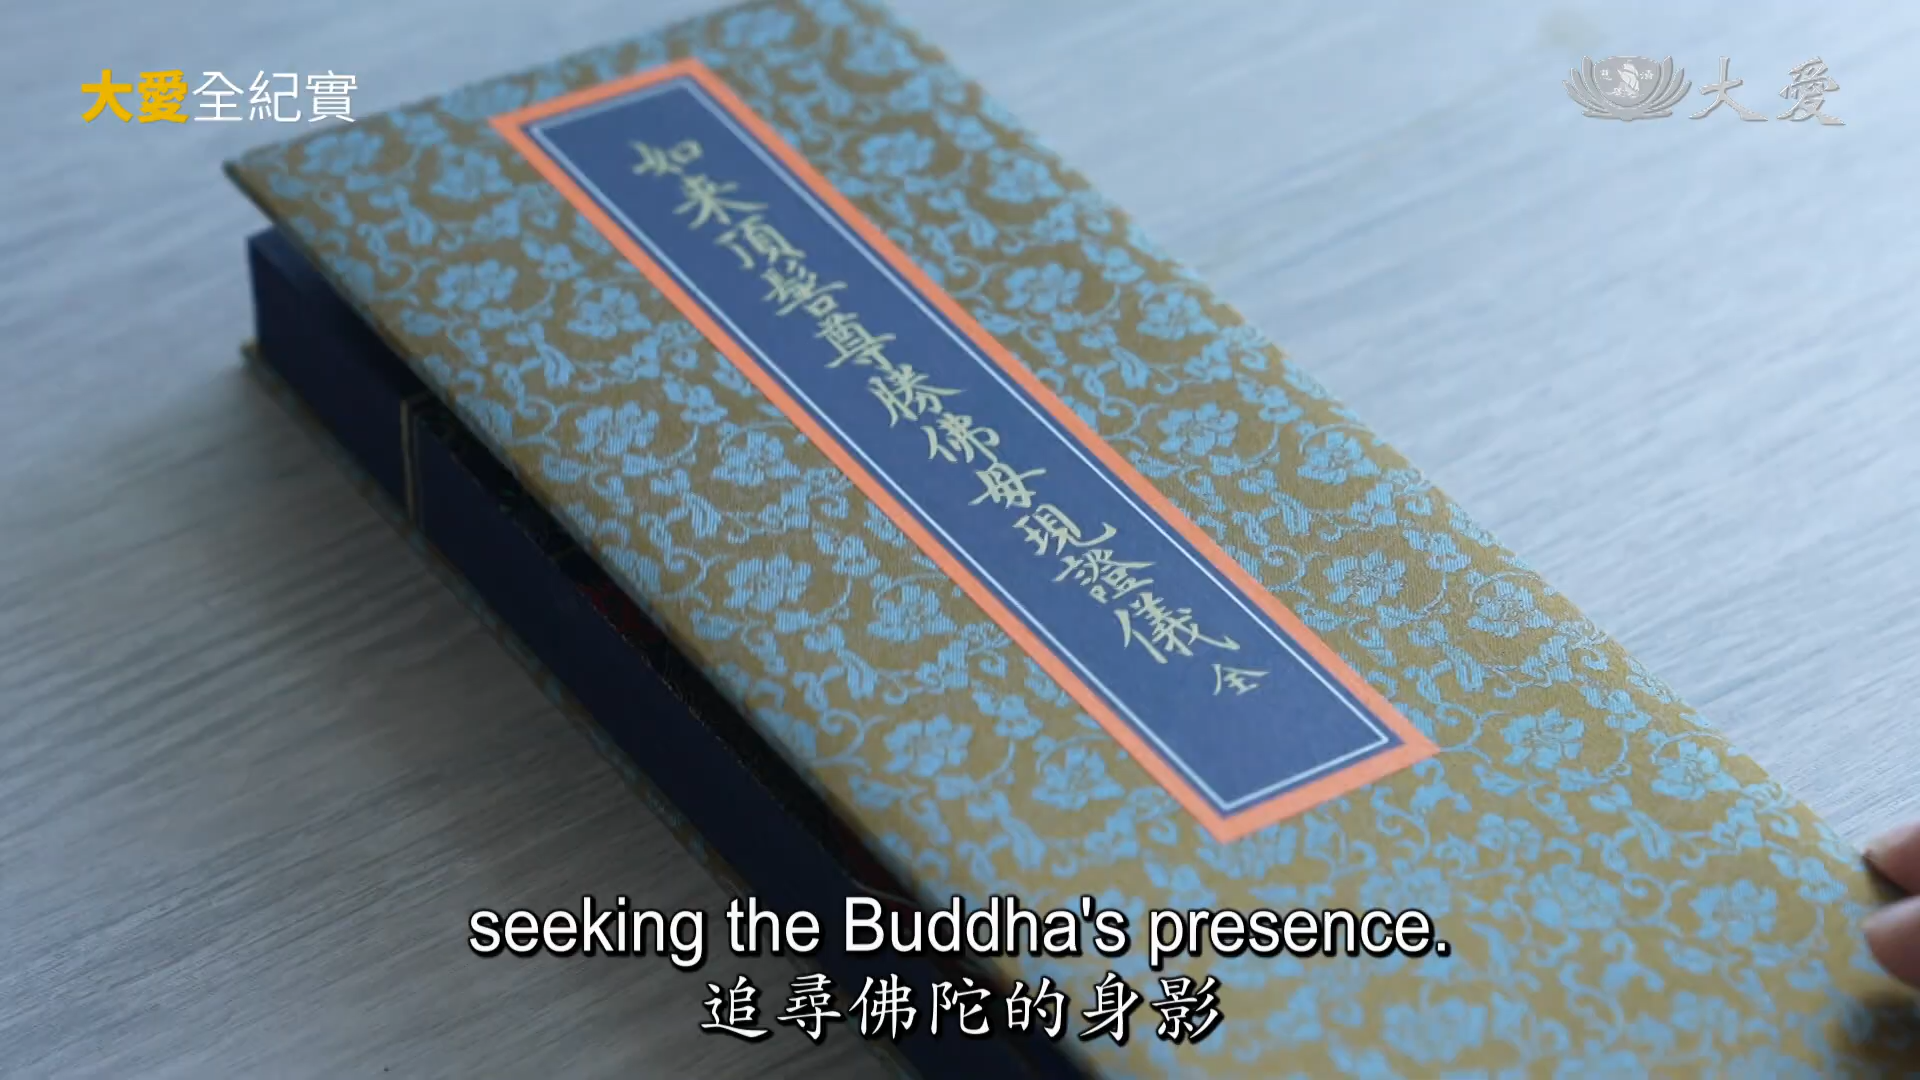 大愛全紀實
大愛
如来頂髻尊勝佛母現證儀全
seeking the Buddha's presence.
追尋佛陀的身影